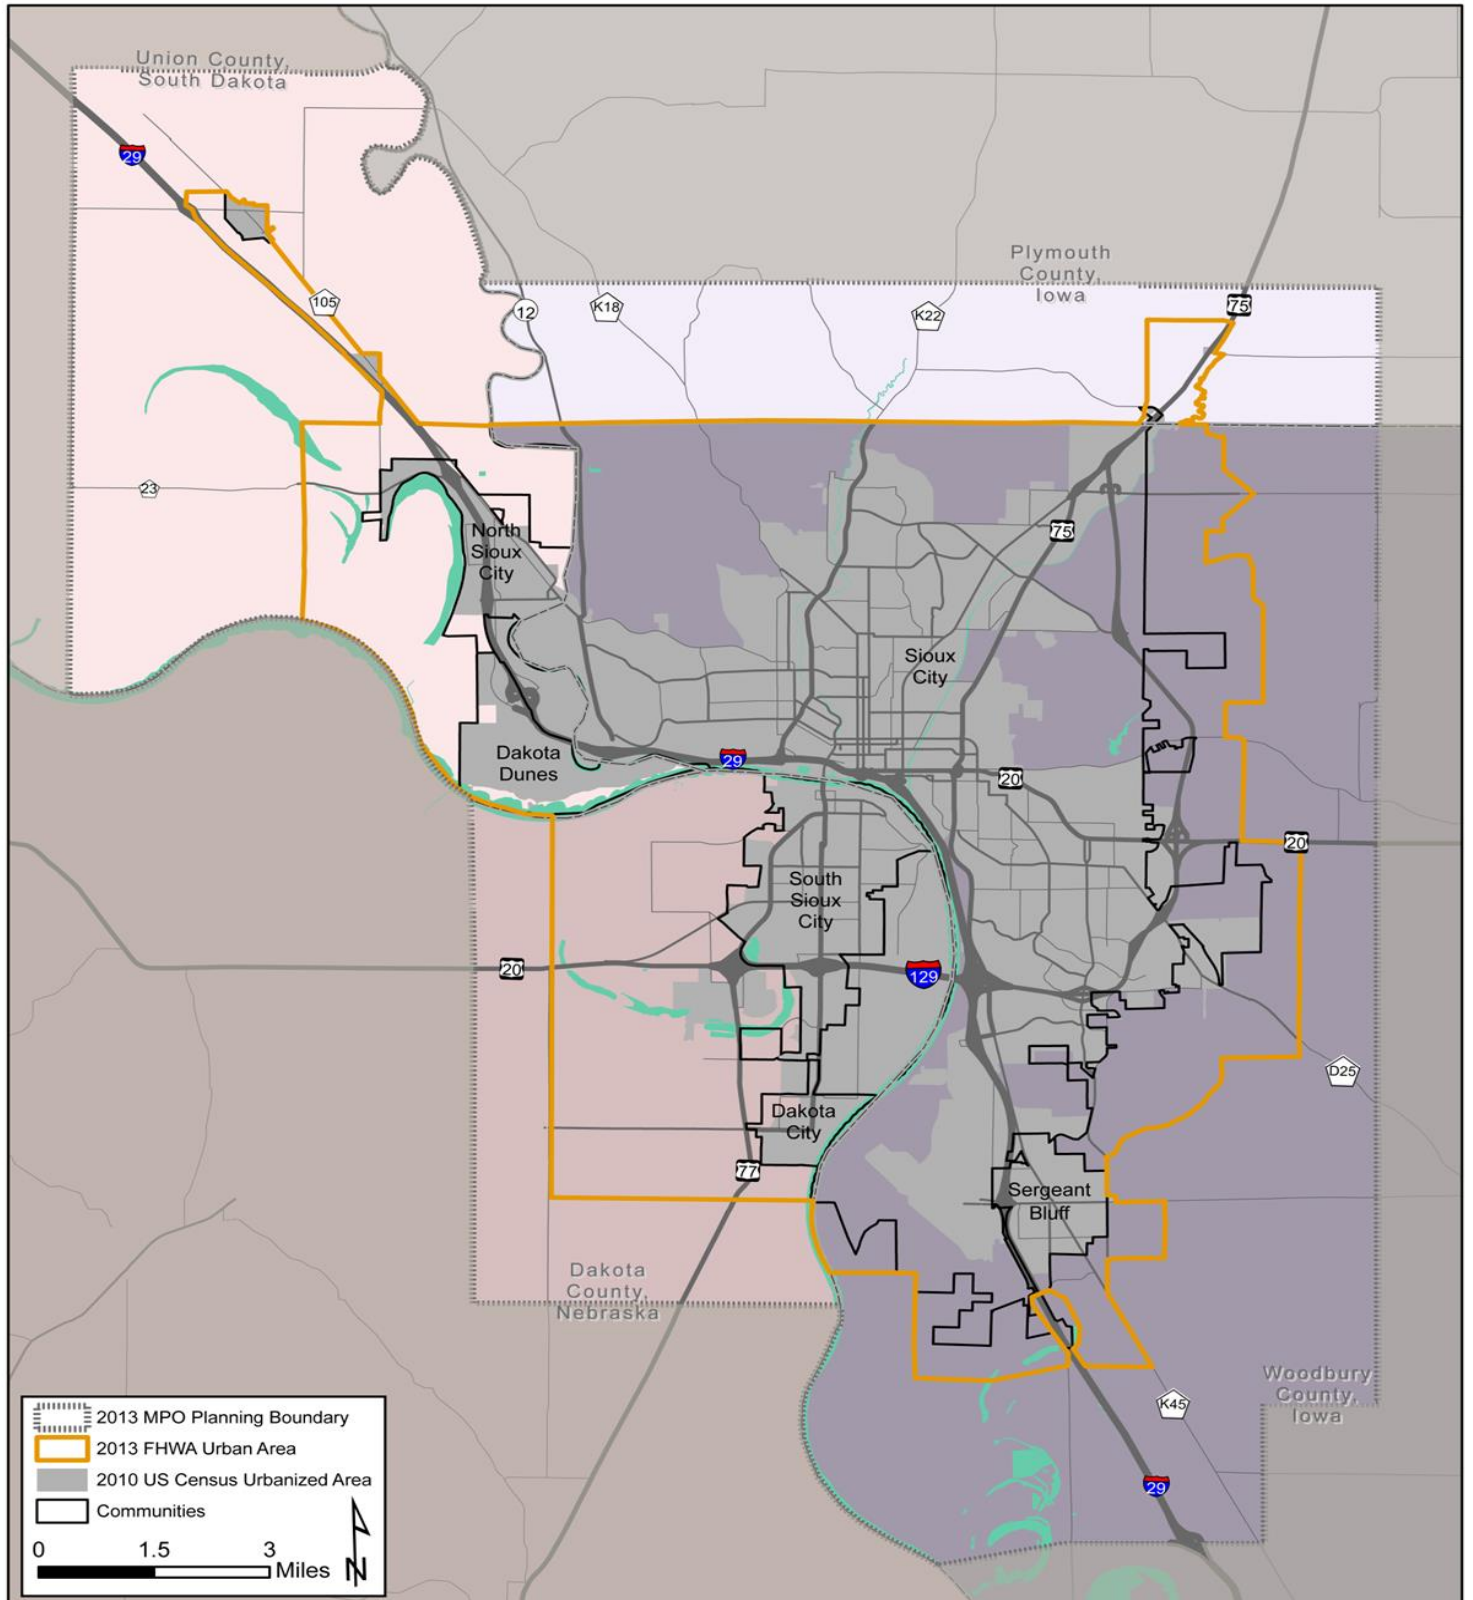 Union County,
South Dakota
29
105
12
K18
K22
Plymouth
County,
Iowa
75
23
North
Sioux
City
75
Sioux
City
Dakota
Dunes
29
20
20
South
Sioux
City
20
129
D25
Dakota
City
77
Sergeant
Bluff
Dakota
County,
Nebraska
Woodbury
County,
Iowa
K45
29
2013 MPO Planning Boundary
2013 FHWA Urban Area
2010 US Census Urbanized Area
Communities
0 1.5 3
Miles
N